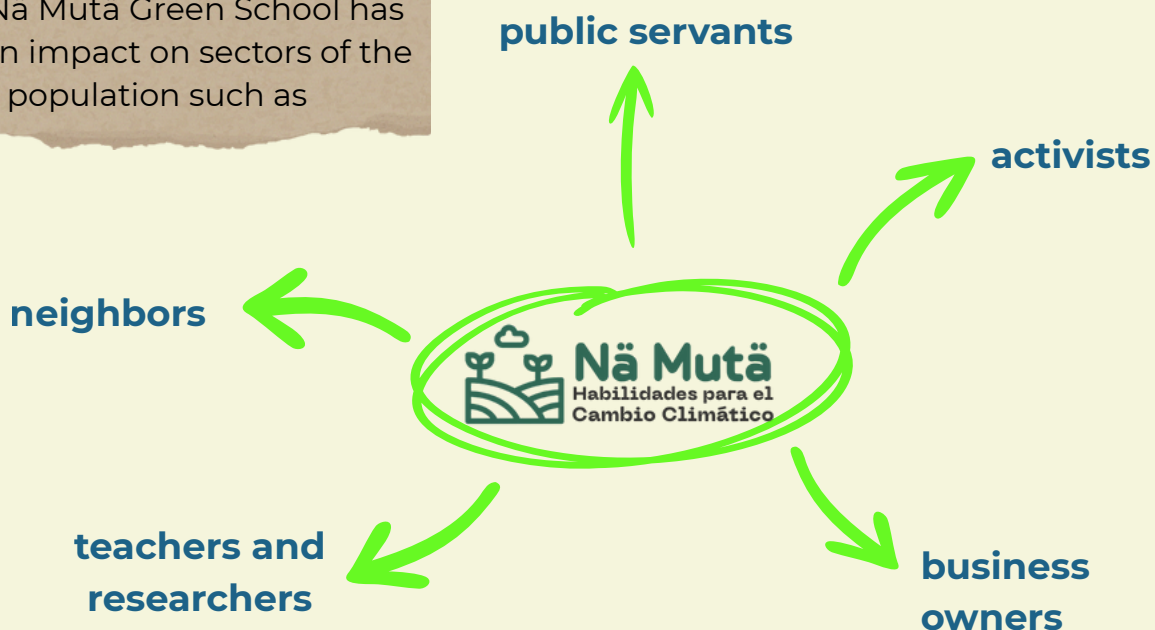 Nä Mutä Green School has
an impact on sectors of the
population such as
public servants
activists
neighbors
Nä Mutä
Habilidades para el
Cambio Climático
teachers and
researchers
business
owners